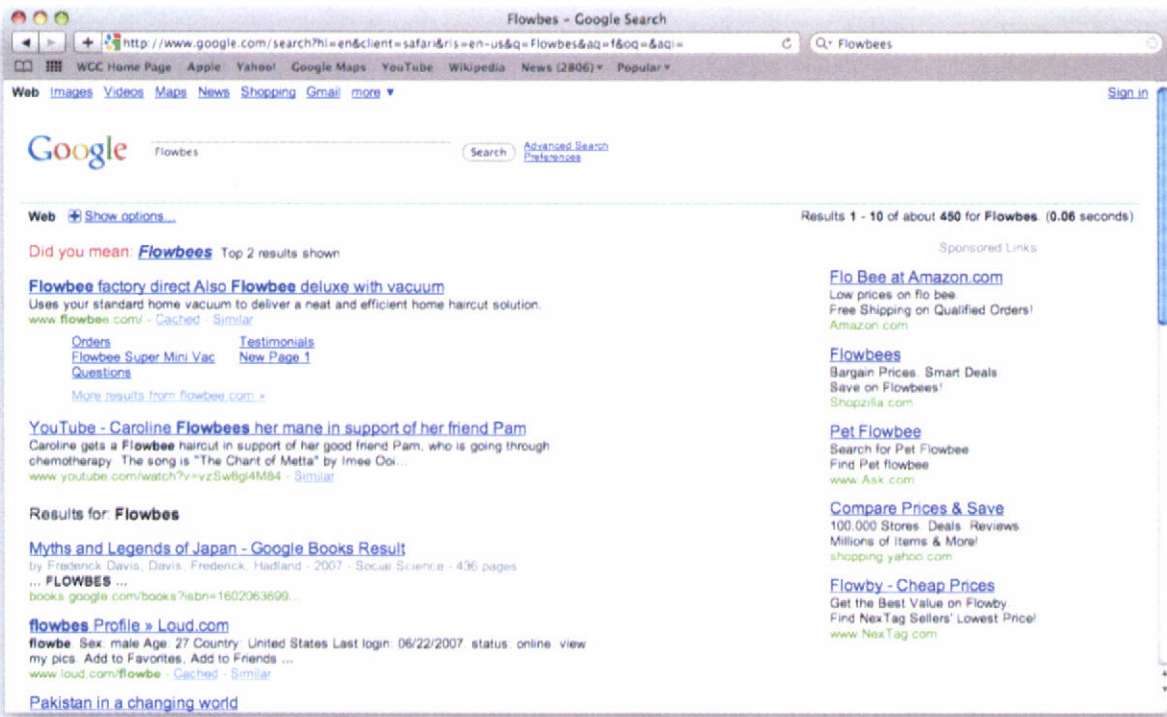 Flowbes - Google Search
http://www.google.com/search?hl=en&client=safari&rls=en-us&q=Flowbes&aq=f&oq=&aqi=
Flowbees
WCC Home Page Apple Yahoo! Google Maps YouTube Wikipedia News (2806) Popular
Web Images Videos Maps News Shopping Gmail more
Sign in
Google
Flowbes
Search
Advanced Search
Preferences
Web Show options...
Results 1 - 10 of about 450 for Flowbes. (0.06 seconds)
Did you mean: Flowbees Top 2 results shown
Flowbee factory direct Also Flowbee deluxe with vacuum
Uses your standard home vacuum to deliver a neat and efficient home haircut solution.
www.flowbee.com/ - Cached - Similar
Orders
Testimonials
Flowbee Super Mini Vac
New Page 1
Questions
More results from flowbee.com »
YouTube - Caroline Flowbees her mane in support of her friend Pam
Caroline gets a Flowbee haircut in support of her good friend Pam, who is going through
chemotherapy. The song is "The Chant of Metta" by Imee Ooi...
www.youtube.com/watch?v=vzSw8gl4M84 - Similar
Results for: Flowbes
Myths and Legends of Japan - Google Books Result
by Frederick Davis, Davis, Frederick, Hadland - 2007 - Social Science - 436 pages
... FLOWBES ...
books.google.com/books?isbn=1602063699...
flowbes Profile » Loud.com
flowbe. Sex: male Age: 27 Country: United States Last login: 06/22/2007. status: online. view
my pics. Add to Favorites, Add to Friends ...
www.loud.com/flowbe - Cached - Similar
Pakistan in a changing world
Sponsored Links
Flo Bee at Amazon.com
Low prices on flo bee.
Free Shipping on Qualified Orders!
Amazon.com
Flowbees
Bargain Prices. Smart Deals.
Save on Flowbees!
Shopzilla.com
Pet Flowbee
Search for Pet Flowbee
Find Pet flowbee
www.Ask.com
Compare Prices & Save
100,000 Stores. Deals. Reviews.
Millions of Items & More!
shopping.yahoo.com
Flowby - Cheap Prices
Get the Best Value on Flowby.
Find NexTag Sellers' Lowest Price!
www.NexTag.com